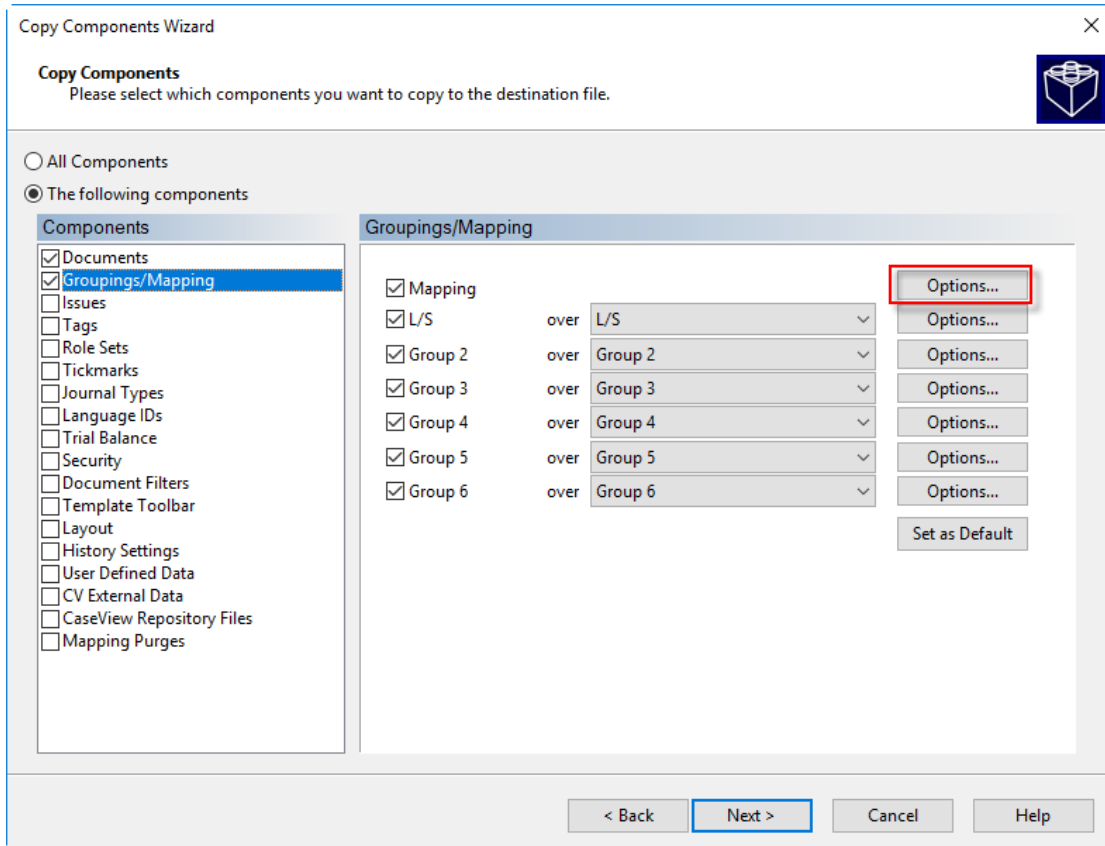 Copy Components Wizard
Copy Components
Please select which components you want to copy to the destination file.
All Components
The following components
Components
Documents
Groupings/Mapping
Issues
Tags
Role Sets
Tickmarks
Journal Types
Language IDs
Trial Balance
Security
Document Filters
Template Toolbar
Layout
History Settings
User Defined Data
CV External Data
CaseView Repository Files
Mapping Purges
Groupings/Mapping
Mapping Options...
L/S over L/S Options...
Group 2 over Group 2 Options...
Group 3 over Group 3 Options...
Group 4 over Group 4 Options...
Group 5 over Group 5 Options...
Group 6 over Group 6 Options...
Set as Default
< Back Next > Cancel Help